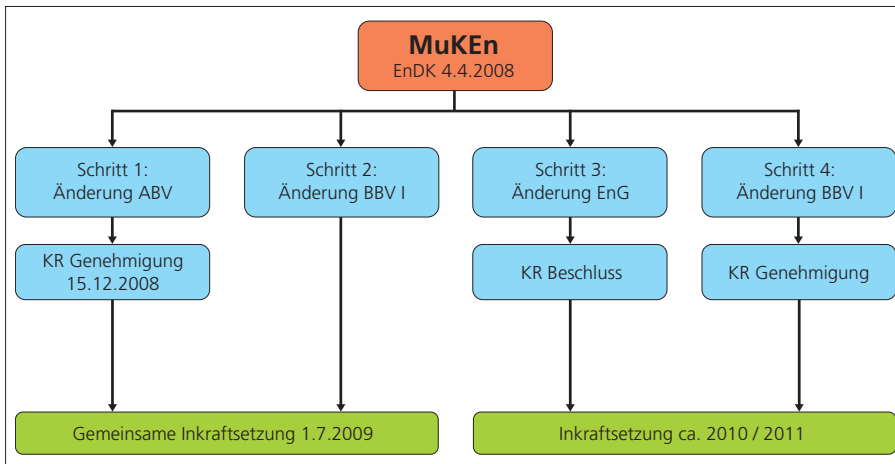 MuKEn
EnDK 4.4.2008
Schritt 1:
Änderung ABV
Schritt 2:
Änderung BBV I
Schritt 3:
Änderung EnG
Schritt 4:
Änderung BBV I
KR Genehmigung
15.12.2008
KR Beschluss
KR Genehmigung
Gemeinsame Inkraftsetzung 1.7.2009
Inkraftsetzung ca. 2010 / 2011